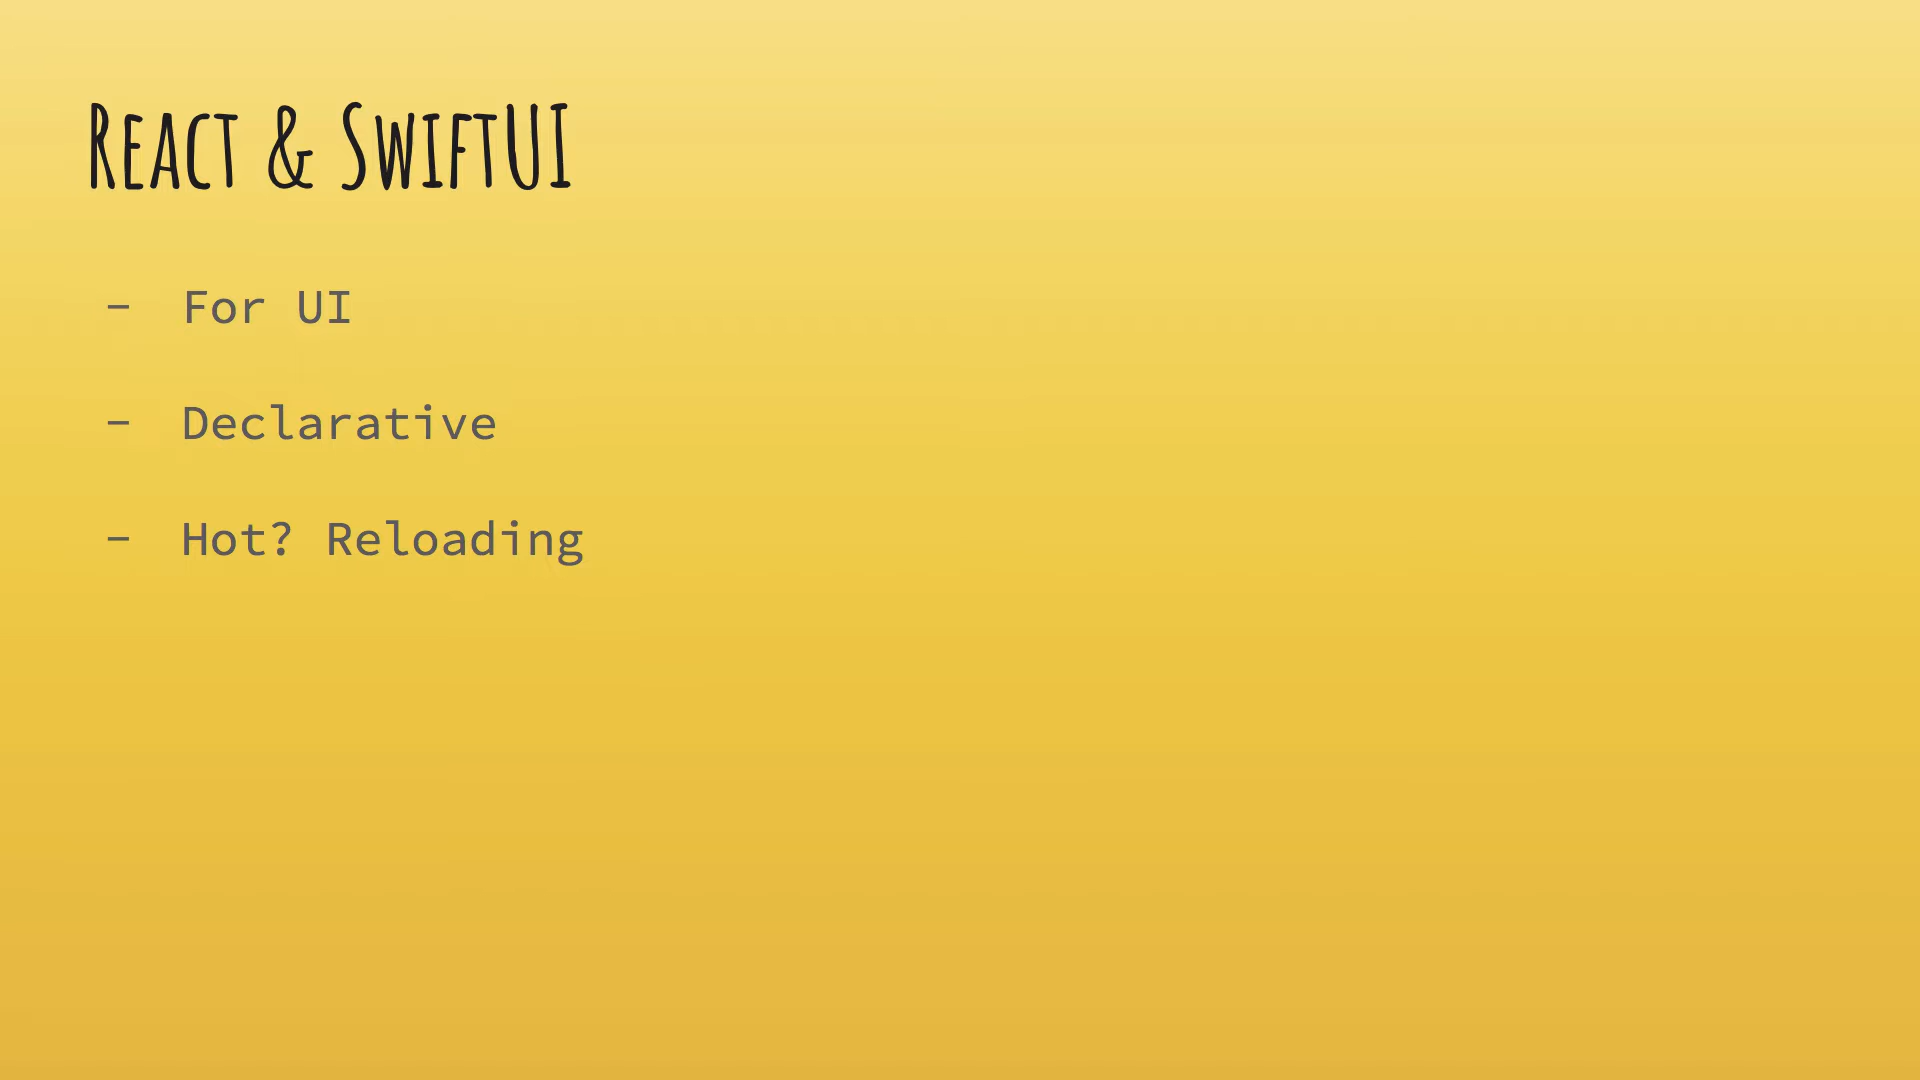 React & SwiftUI
- For UI
- Declarative
- Hot? Reloading